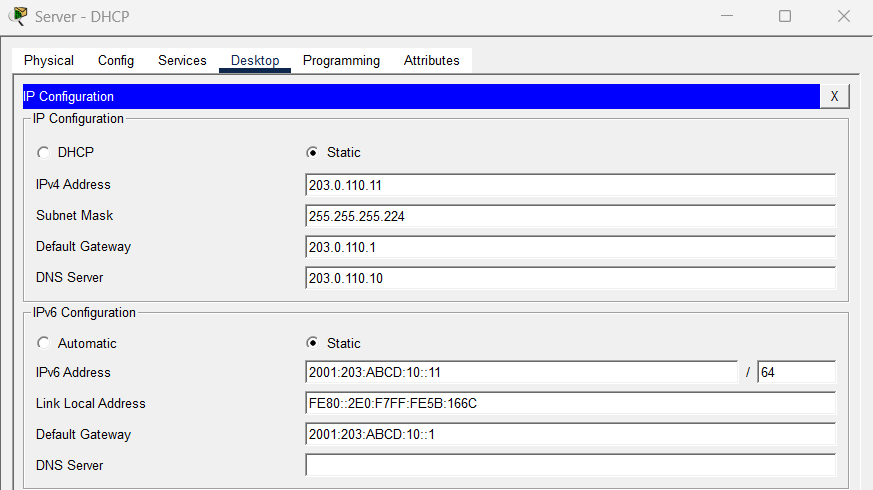 Server - DHCP
Physical Config Services Desktop Programming Attributes
IP Configuration X
IP Configuration
DHCP Static
IPv4 Address 203.0.110.11
Subnet Mask 255.255.255.224
Default Gateway 203.0.110.1
DNS Server 203.0.110.10
IPv6 Configuration
Automatic Static
IPv6 Address 2001:203:ABCD:10::11 / 64
Link Local Address FE80::2E0:F7FF:FE5B:166C
Default Gateway 2001:203:ABCD:10::1
DNS Server